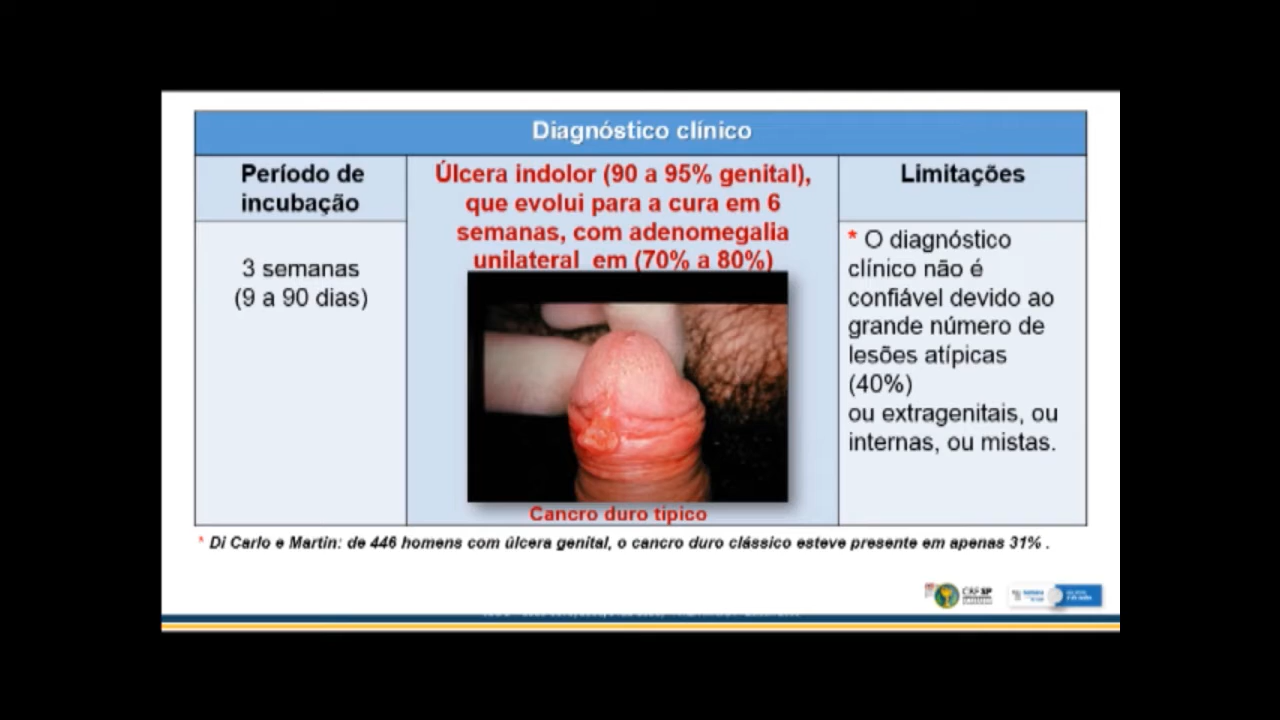 Diagnóstico clínico
Período de
incubação
3 semanas
(9 a 90 dias)
Úlcera indolor (90 a 95% genital),
que evolui para a cura em 6
semanas, com adenomegalia
unilateral em (70% a 80%)
Cancro duro típico
Limitações
* O diagnóstico
clínico não é
confiável devido ao
grande número de
lesões atípicas
(40%)
ou extragenitais, ou
internas, ou mistas.
* Di Carlo e Martin: de 446 homens com úlcera genital, o cancro duro clássico esteve presente em apenas 31% .
CRF SP